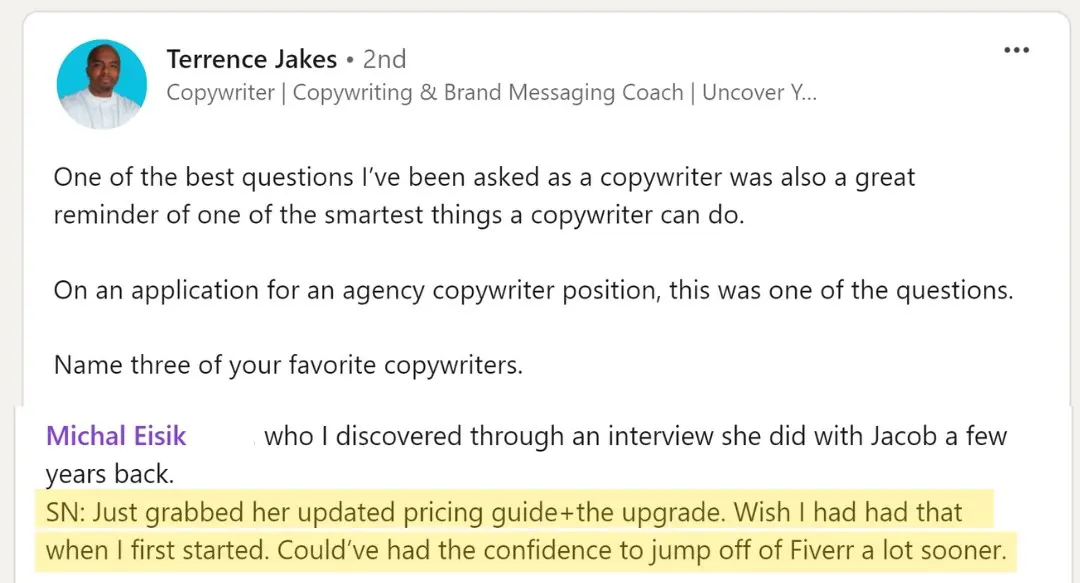 Terrence Jakes • 2nd
Copywriter | Copywriting & Brand Messaging Coach | Uncover Y...
One of the best questions I’ve been asked as a copywriter was also a great
reminder of one of the smartest things a copywriter can do.
On an application for an agency copywriter position, this was one of the questions.
Name three of your favorite copywriters.
Michal Eisik who I discovered through an interview she did with Jacob a few
years back.
SN: Just grabbed her updated pricing guide+the upgrade. Wish I had had that
when I first started. Could’ve had the confidence to jump off of Fiverr a lot sooner.